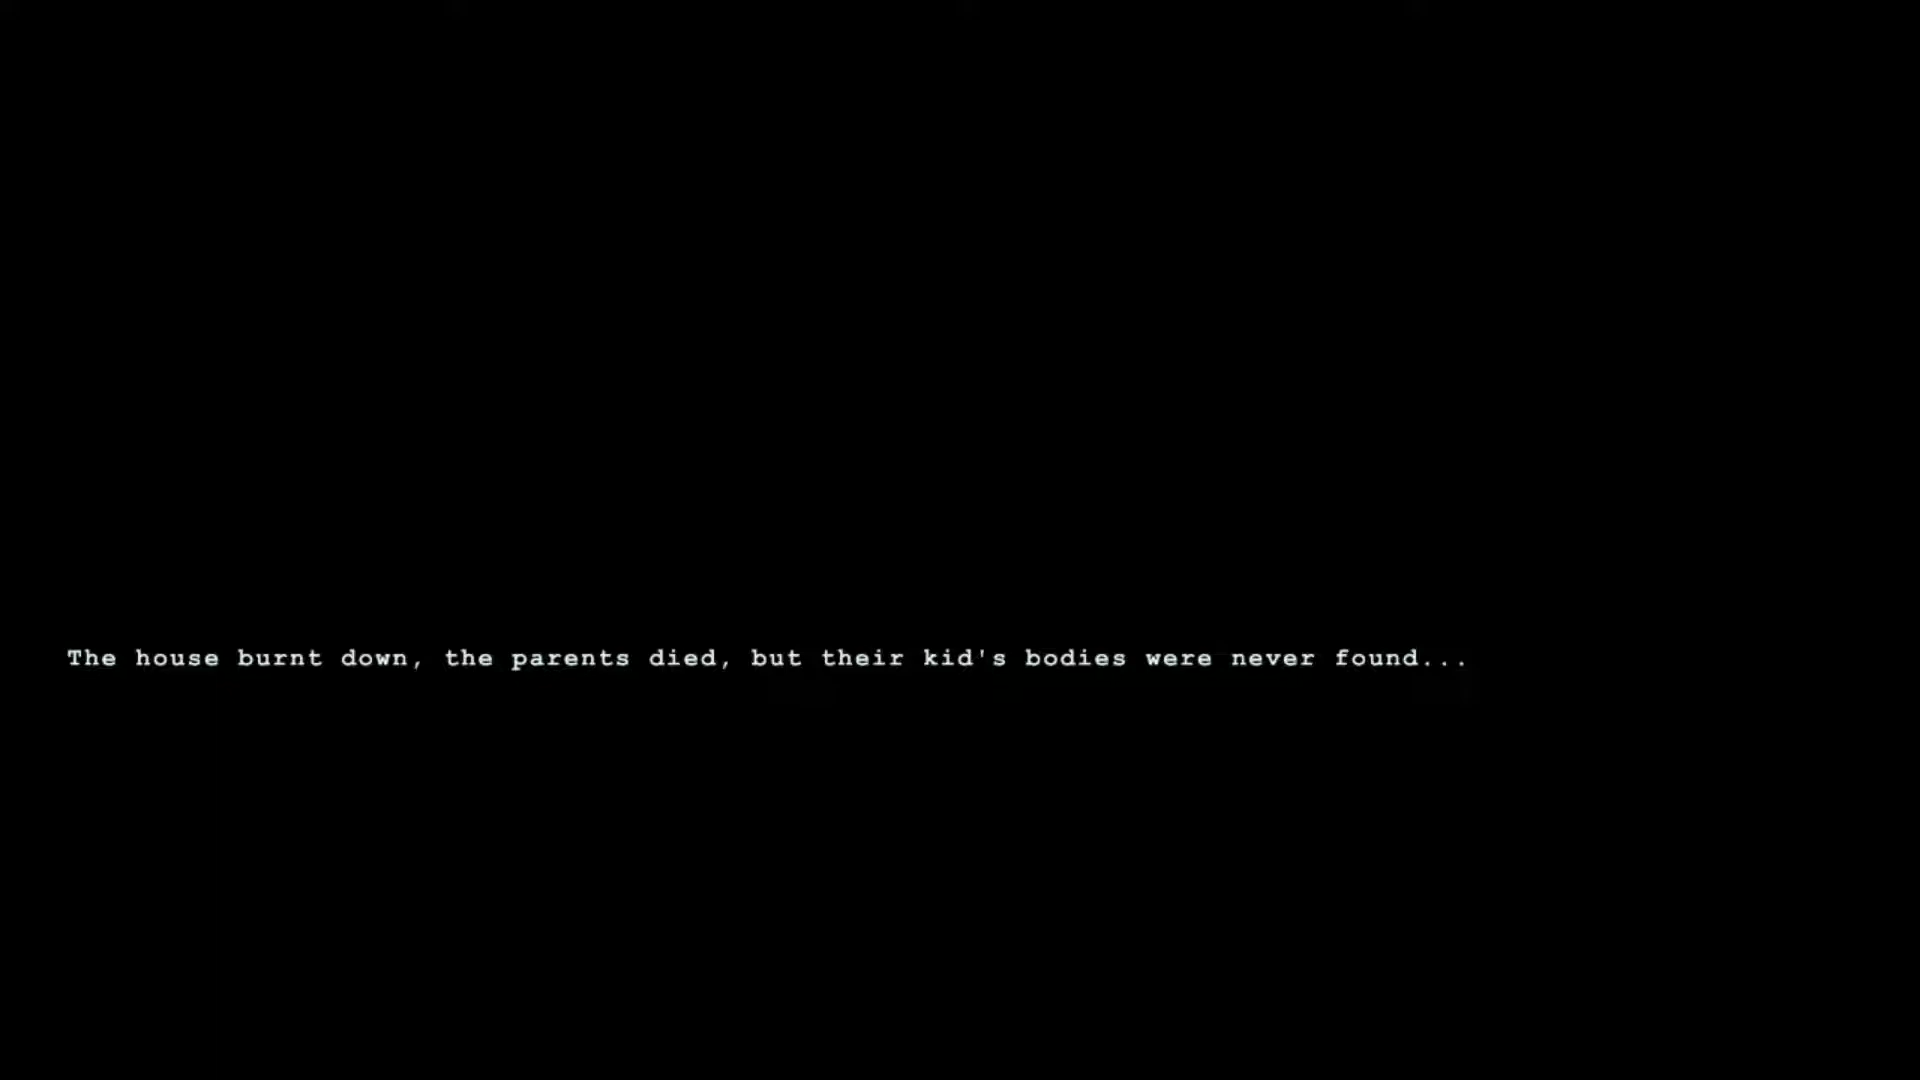 The house burnt down, the parents died, but their kid's bodies were never found...